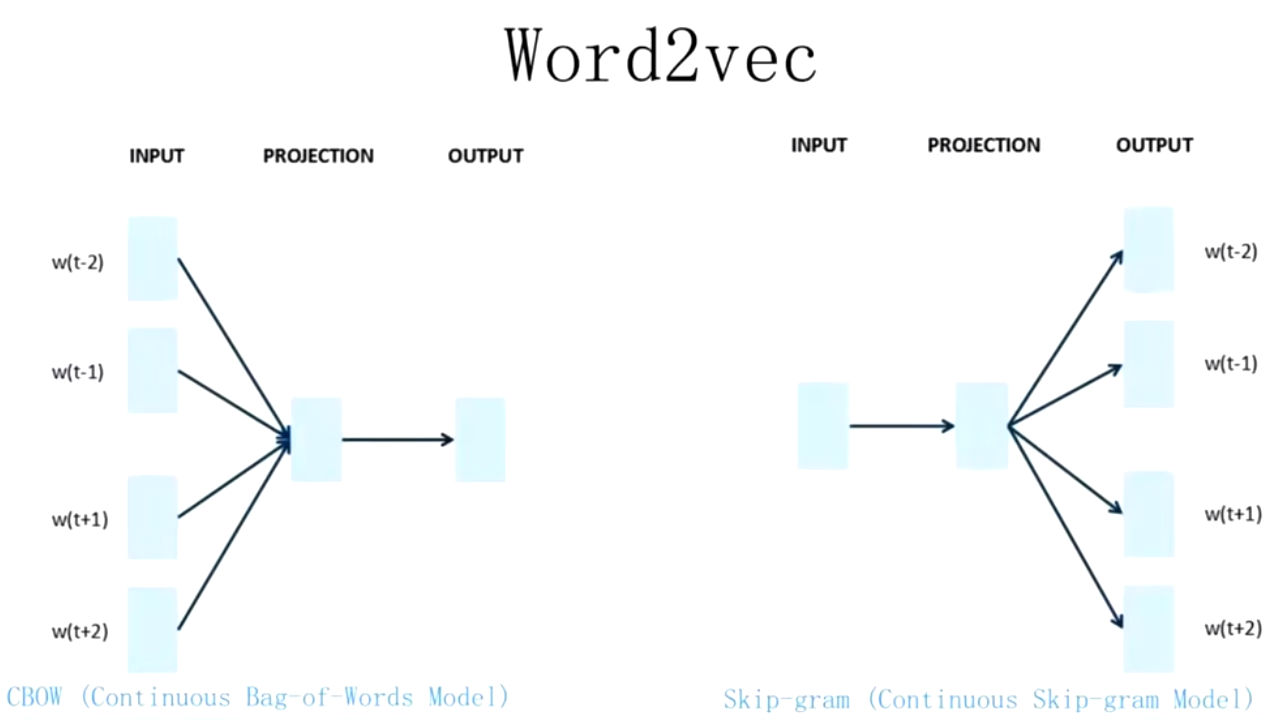 Word2vec
INPUT PROJECTION OUTPUT
w(t-2)
w(t-1)
w(t+1)
w(t+2)
CBOW (Continuous Bag-of-Words Model)
INPUT PROJECTION OUTPUT
w(t-2)
w(t-1)
w(t+1)
w(t+2)
Skip-gram (Continuous Skip-gram Model)